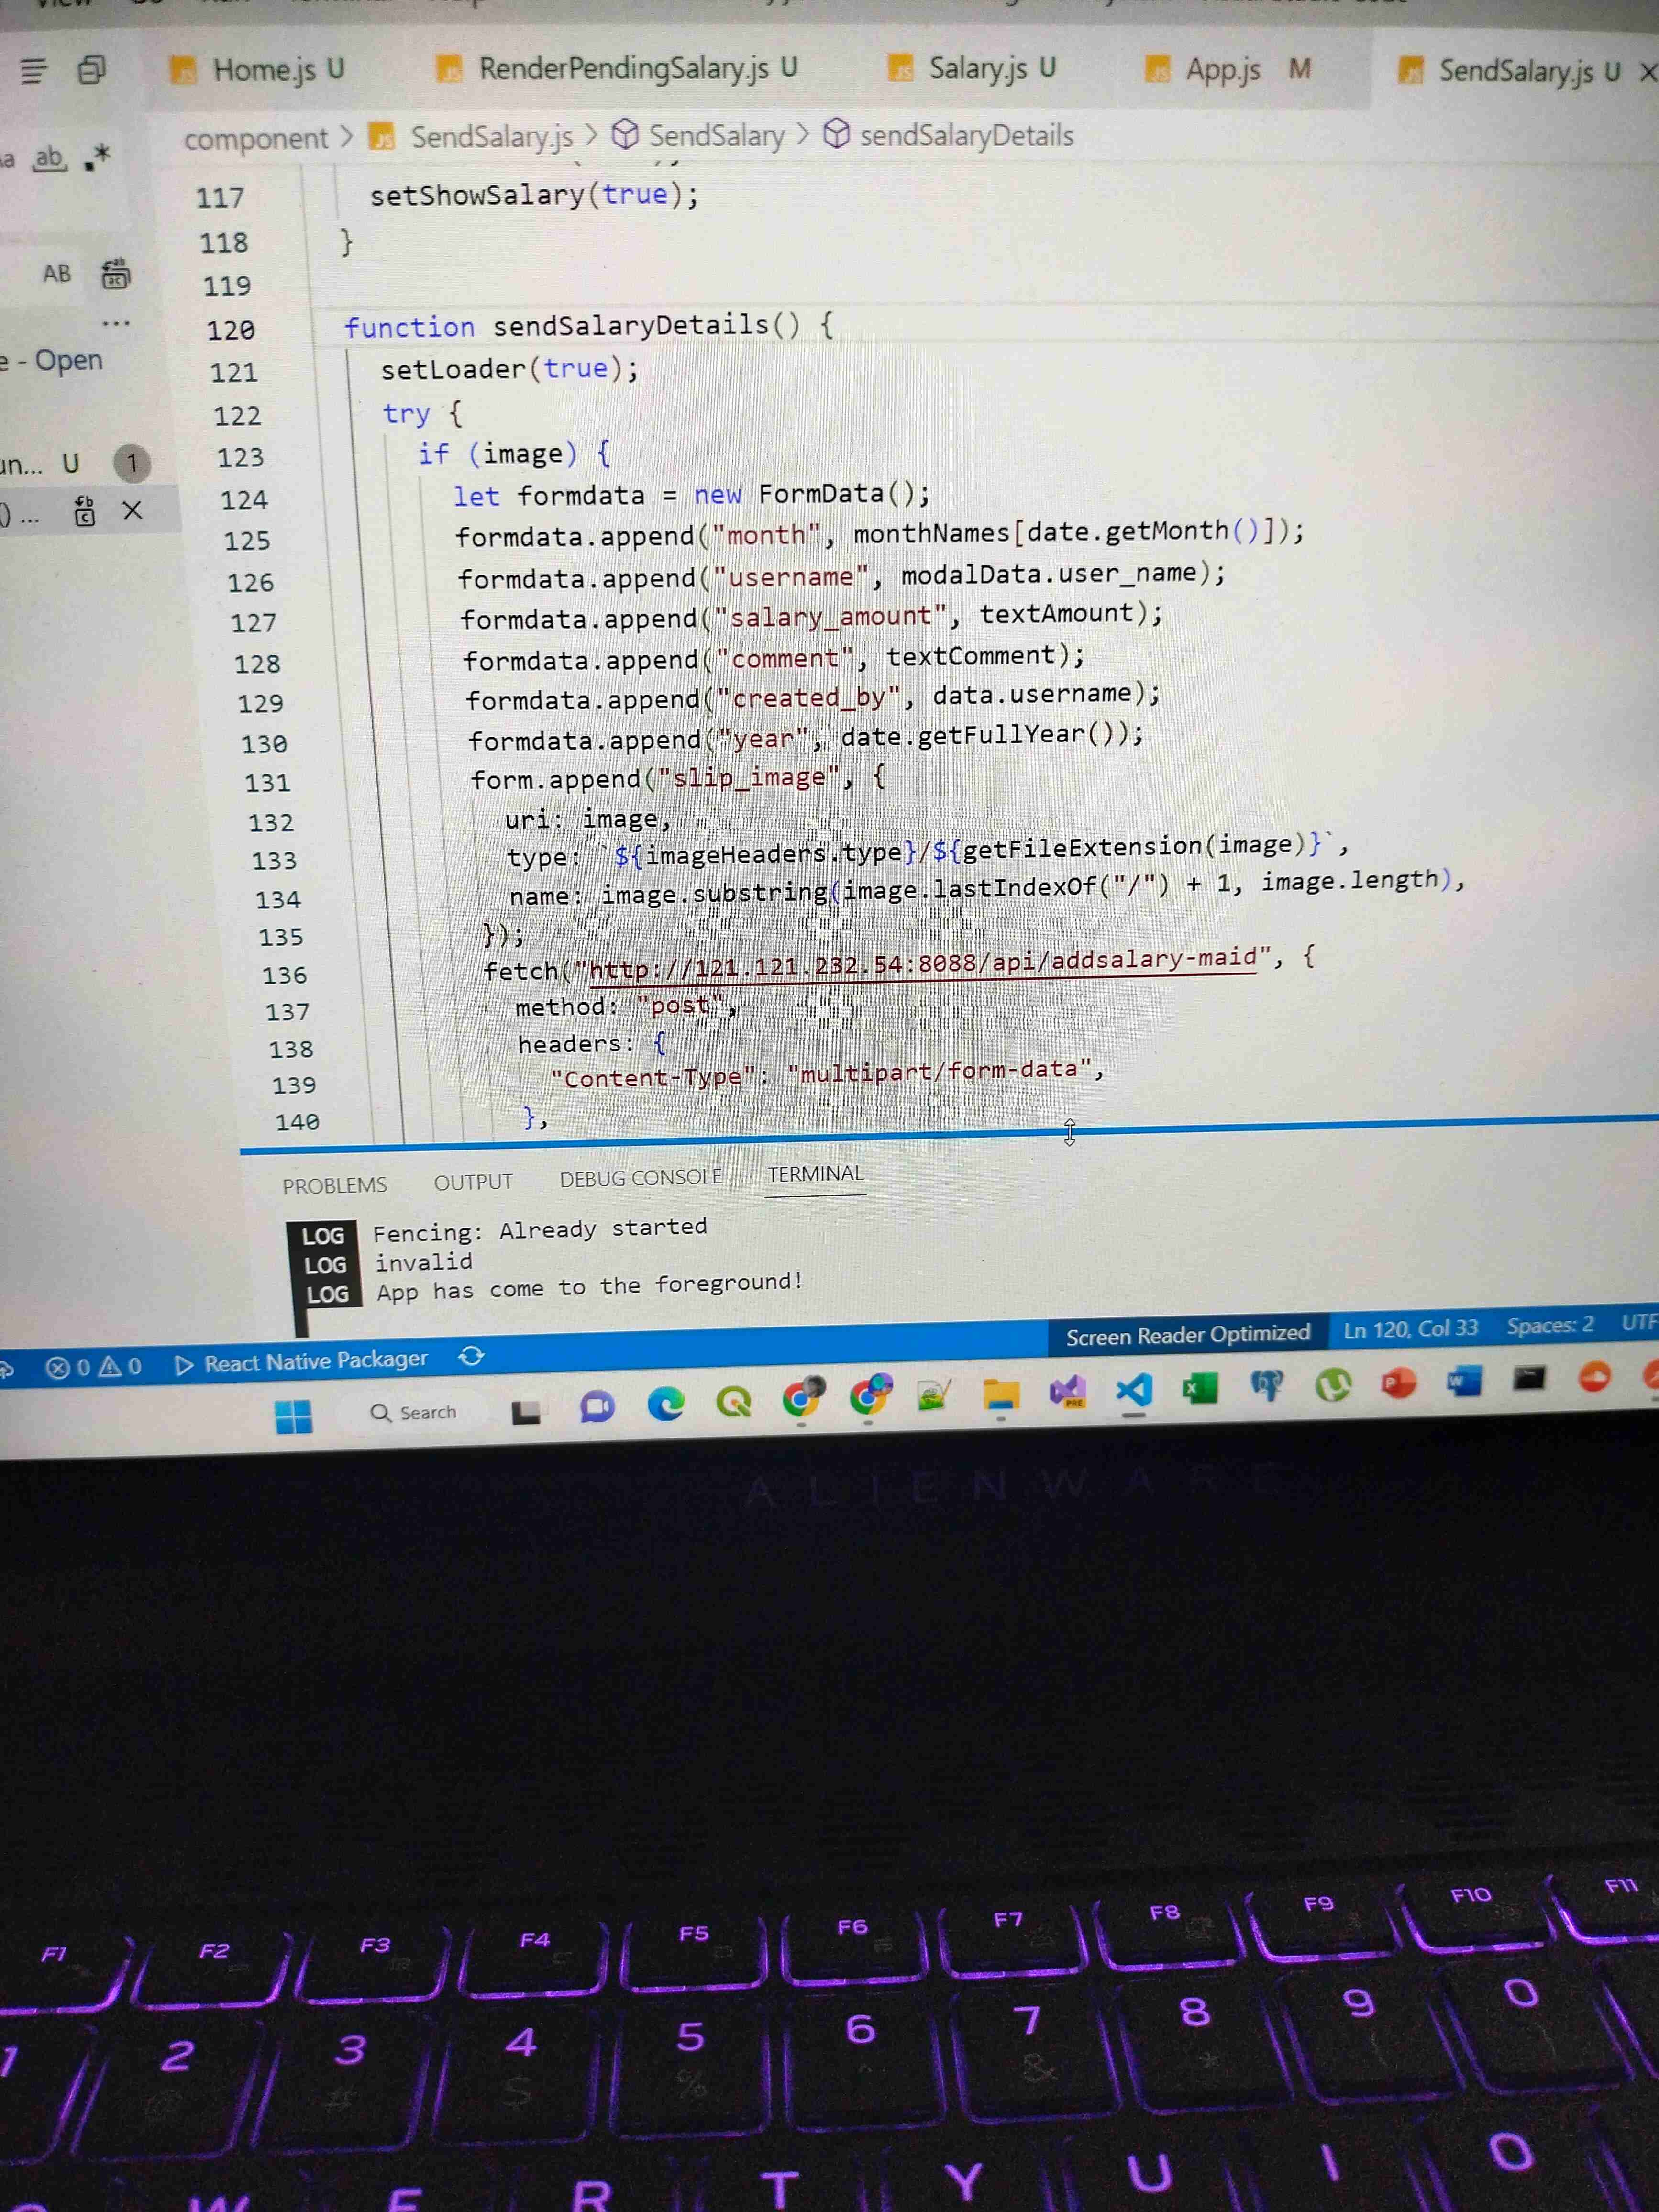 Home.js U RenderPendingSalary.js U Salary.js U App.js M SendSalary.js U
component > SendSalary.js > SendSalary > sendSalaryDetails
ab
AB
Open
U 1
117 setShowSalary(true);
118 }
119
120 function sendSalaryDetails() {
121 setLoader(true);
122 try {
123 if (image) {
124 let formdata = new FormData();
125 formdata.append("month", monthNames[date.getMonth()]);
126 formdata.append("username", modalData.user_name);
127 formdata.append("salary_amount", textAmount);
128 formdata.append("comment", textComment);
129 formdata.append("created_by", data.username);
130 formdata.append("year", date.getFullYear());
131 form.append("slip_image", {
132 uri: image,
133 type: `${imageHeaders.type}/${getFileExtension(image)}`,
134 name: image.substring(image.lastIndexOf("/") + 1, image.length),
135 });
136 fetch("http://121.121.232.54:8088/api/addsalary-maid", {
137 method: "post",
138 headers: {
139 "Content-Type": "multipart/form-data",
140 },
PROBLEMS OUTPUT DEBUG CONSOLE TERMINAL
LOG Fencing: Already started
LOG invalid
LOG App has come to the foreground!
0 0 React Native Packager Screen Reader Optimized Ln 120, Col 33 Spaces: 2 UTF
Search
ALIENWARE
F1 F2 F3 F4 F5 F6 F7 F8 F9 F10 F11
1 2 3 4 5 6 7 8 9 0
W E R T Y U I O